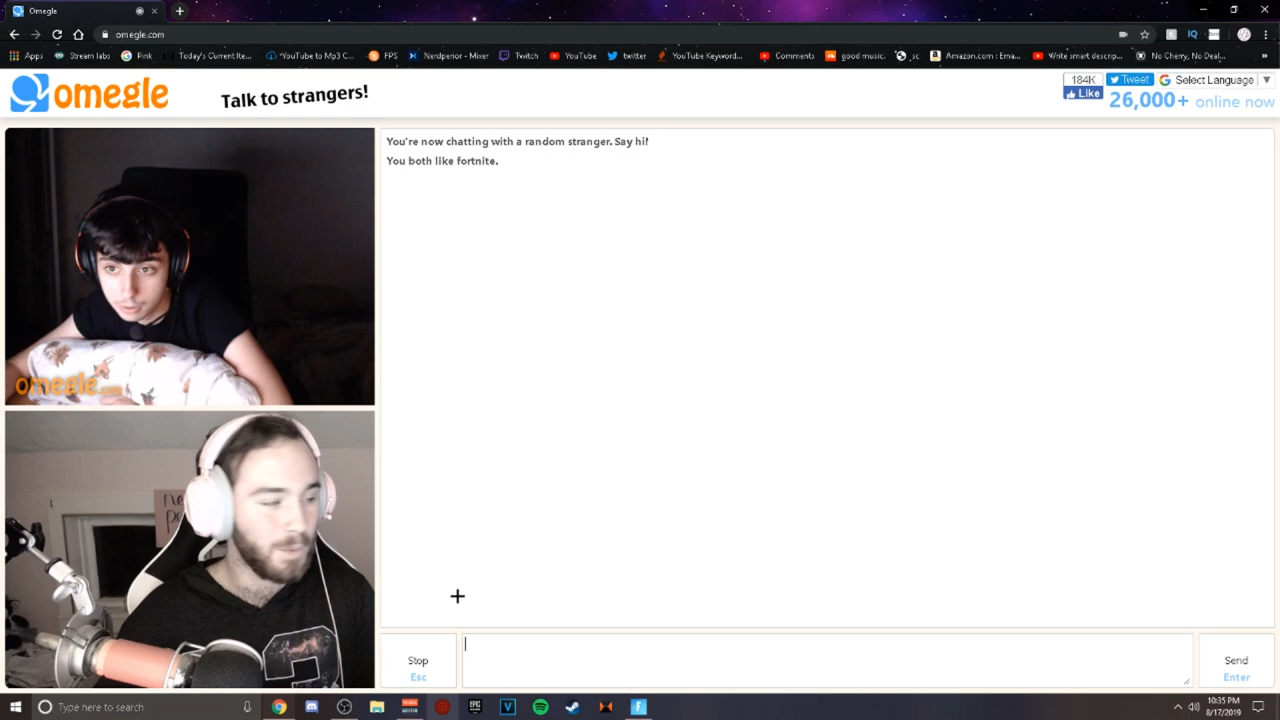 Omegle
omegle.com
Apps
Stream labs
Pink
Today's Current Ite...
"YouTube to Mp3 C...
FPS
Nerdperior - Mixer
Twitch
YouTube
twitter
YouTube Keyword...
Comments
good music.
.sc
Amazon.com : Ema...
Write smart descrip...
No Cherry, No Deal...
omegle
Talk to strangers!
184K
Like
Tweet
Select Language
26,000+ online now
You're now chatting with a random stranger. Say hi!
You both like fortnite.
omegle.com
Stop
Esc
Send
Enter
Type here to search
10:35 PM
8/17/2019